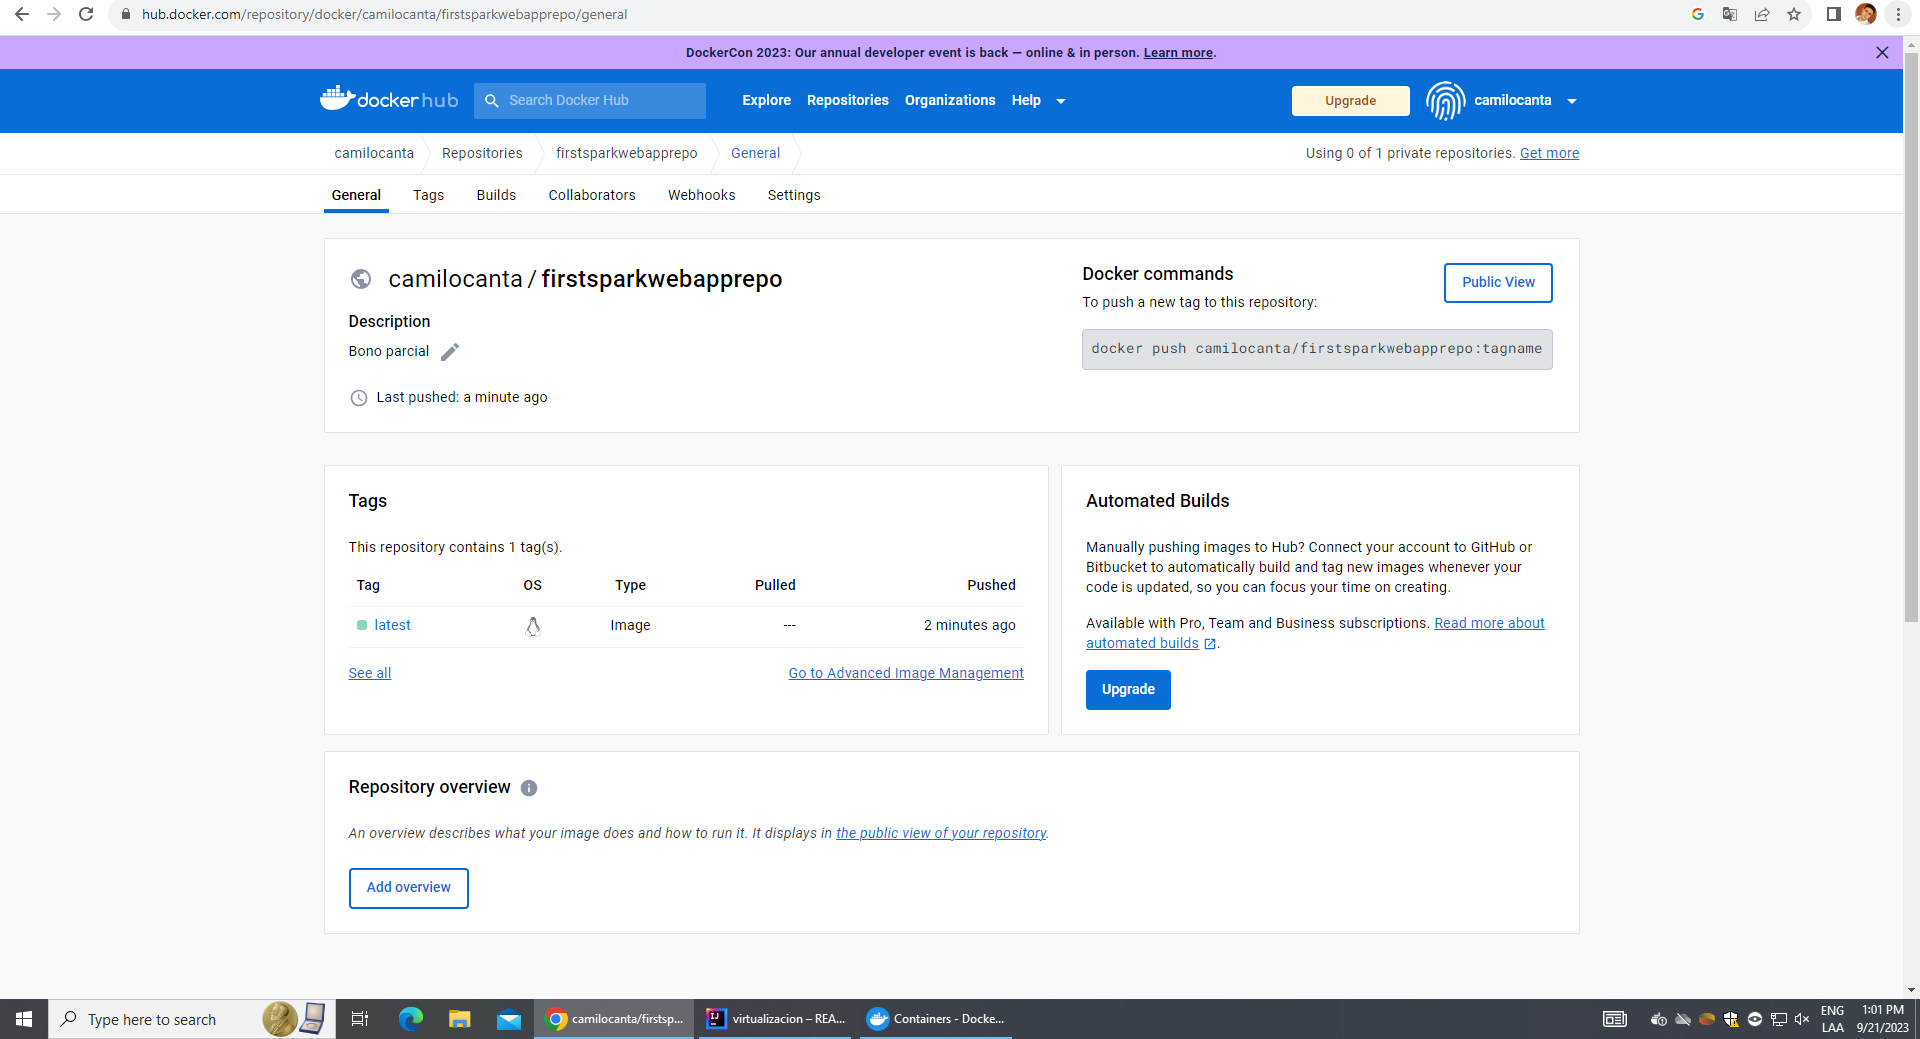 hub.docker.com/repository/docker/camilocanta/firstsparkwebapprepo/general
DockerCon 2023: Our annual developer event is back — online & in person. Learn more.
docker hub
Search Docker Hub
Explore Repositories Organizations Help
Upgrade
camilocanta
camilocanta Repositories firstsparkwebapprepo General
Using 0 of 1 private repositories. Get more
General Tags Builds Collaborators Webhooks Settings
camilocanta / firstsparkwebapprepo
Description
Bono parcial
Last pushed: a minute ago
Docker commands
To push a new tag to this repository:
Public View
docker push camilocanta/firstsparkwebapprepo:tagname
Tags
This repository contains 1 tag(s).
Tag OS Type Pulled Pushed
latest Image --- 2 minutes ago
See all Go to Advanced Image Management
Automated Builds
Manually pushing images to Hub? Connect your account to GitHub or
Bitbucket to automatically build and tag new images whenever your
code is updated, so you can focus your time on creating.
Available with Pro, Team and Business subscriptions. Read more about
automated builds .
Upgrade
Repository overview
An overview describes what your image does and how to run it. It displays in the public view of your repository.
Add overview
Type here to search
camilocanta/firstsp...
virtualizacion – REA...
Containers - Docke...
ENG
LAA
1:01 PM
9/21/2023